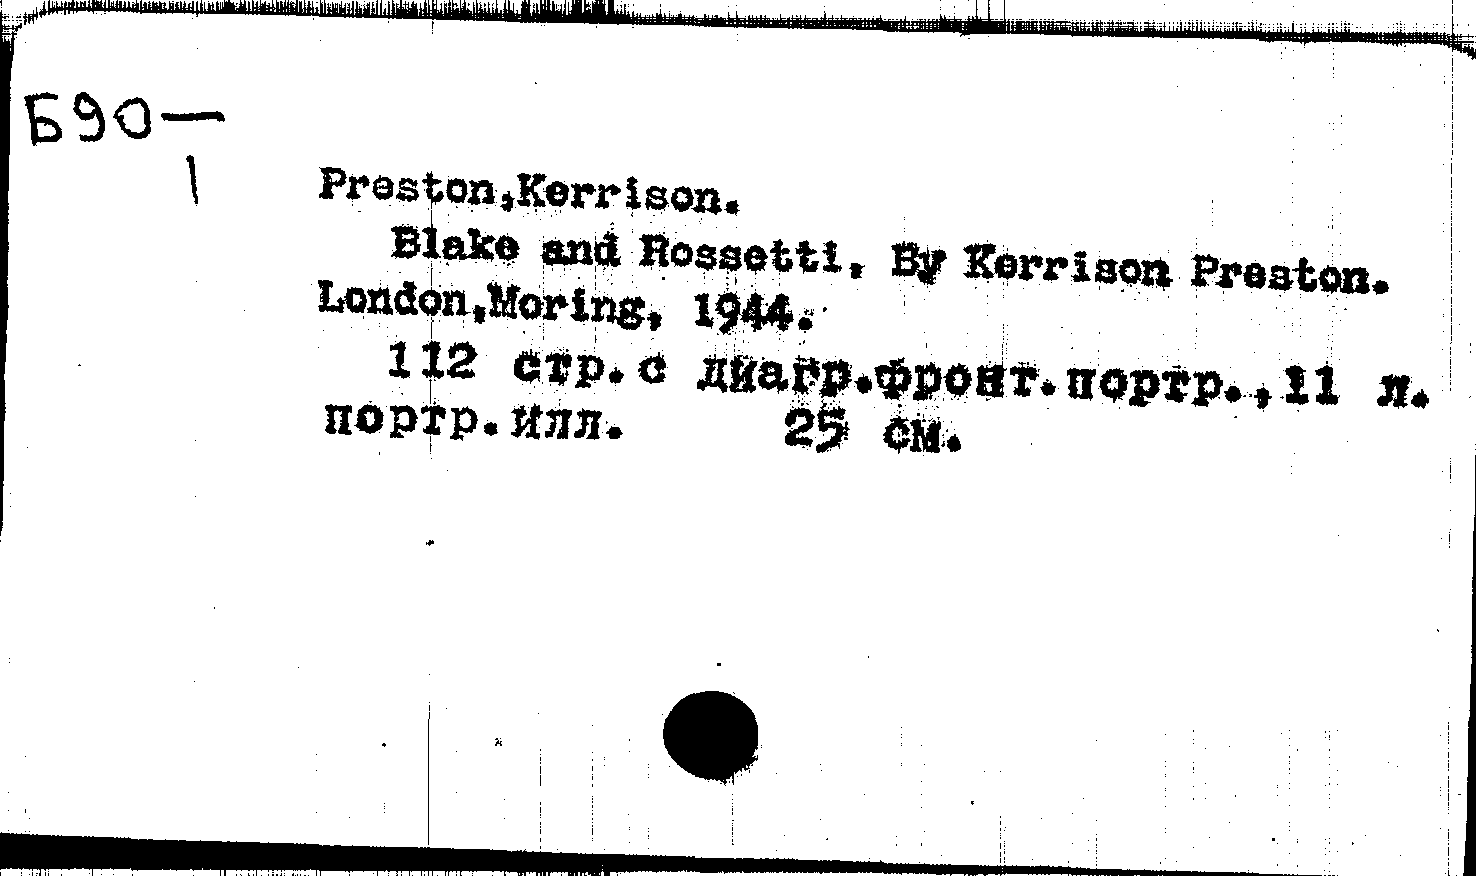 Б90—
1
Preston,Kerrison.
Blake and Rossetti, By Kerrison Preston.
London,Moring, 1944.
112 стр.с диагр.фронт.портр.,11 л.
портр.илл. 25 см.